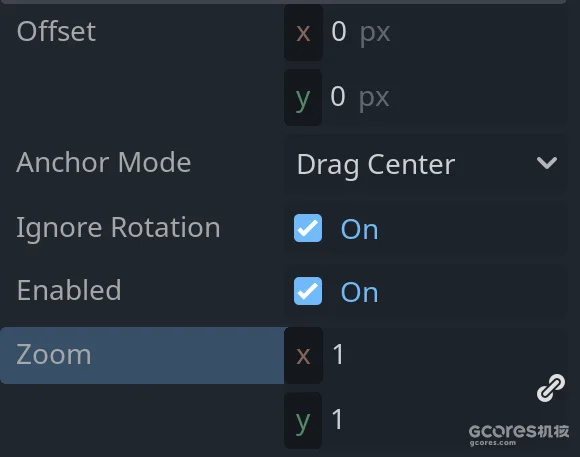 Offset x 0 px
y 0 px
Anchor Mode Drag Center
Ignore Rotation On
Enabled On
Zoom x 1
y 1
GCORES机核
gcores.com